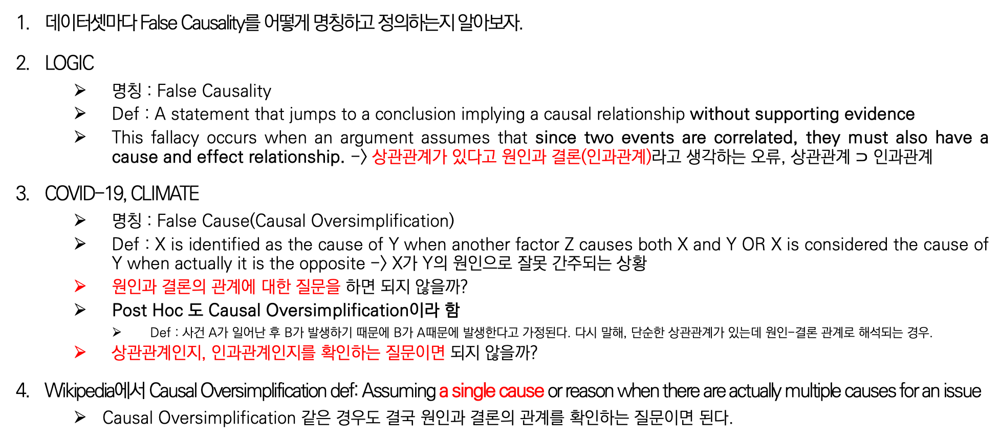 1. 데이터셋마다 False Causality를 어떻게 명칭하고 정의하는지 알아보자.
2. LOGIC
➢ 명칭 : False Causality
➢ Def : A statement that jumps to a conclusion implying a causal relationship without supporting evidence
➢ This fallacy occurs when an argument assumes that since two events are correlated, they must also have a
cause and effect relationship. -> 상관관계가 있다고 원인과 결론(인과관계)라고 생각하는 오류, 상관관계 ⊃ 인과관계
3. COVID-19, CLIMATE
➢ 명칭 : False Cause(Causal Oversimplification)
➢ Def : X is identified as the cause of Y when another factor Z causes both X and Y OR X is considered the cause of
Y when actually it is the opposite -> X가 Y의 원인으로 잘못 간주되는 상황
➢ 원인과 결론의 관계에 대한 질문을 하면 되지 않을까?
➢ Post Hoc 도 Causal Oversimplification이라 함
➢ Def : 사건 A가 일어난 후 B가 발생하기 때문에 B가 A때문에 발생한다고 가정된다. 다시 말해, 단순한 상관관계가 있는데 원인-결론 관계로 해석되는 경우.
➢ 상관관계인지, 인과관계인지를 확인하는 질문이면 되지 않을까?
4. Wikipedia에서 Causal Oversimplification def: Assuming a single cause or reason when there are actually multiple causes for an issue
➢ Causal Oversimplification 같은 경우도 결국 원인과 결론의 관계를 확인하는 질문이면 된다.